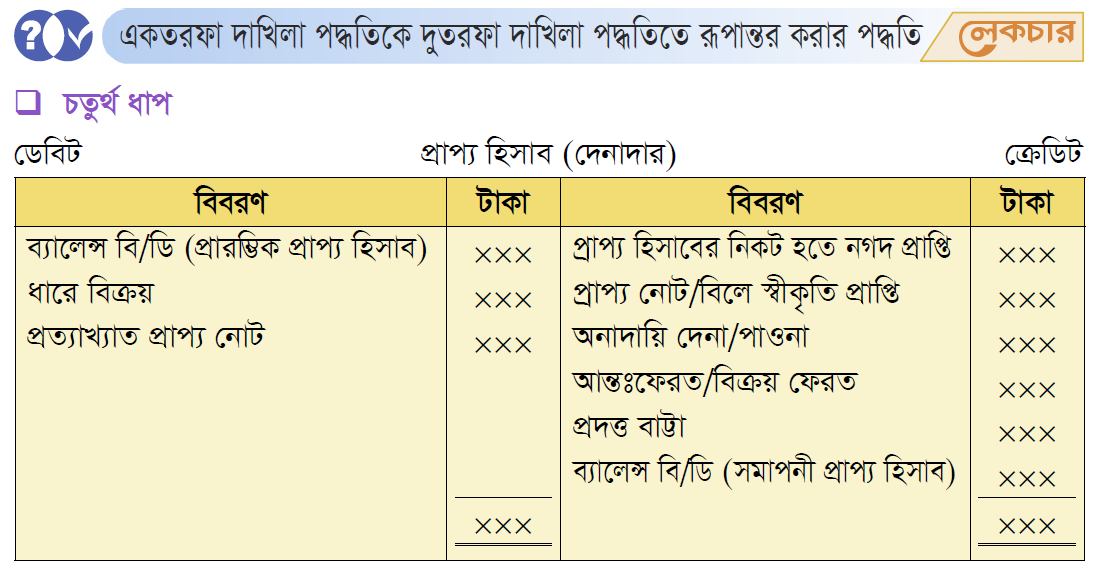 একতরফা দাখিলা পদ্ধতিকে দুতরফা দাখিলা পদ্ধতিতে রূপান্তর করার পদ্ধতি লেকচার
❑ চতুর্থ ধাপ
ডেবিট প্রাপ্য হিসাব (দেনাদার) ক্রেডিট
বিবরণ টাকা বিবরণ টাকা
ব্যালেন্স বি/ডি (প্রারম্ভিক প্রাপ্য হিসাব) ××× প্রাপ্য হিসাবের নিকট হতে নগদ প্রাপ্তি ×××
ধারে বিক্রয় ××× প্রাপ্য নোট/বিলে স্বীকৃতি প্রাপ্তি ×××
প্রত্যাখ্যাত প্রাপ্য নোট ××× অনাদায়ি দেনা/পাওনা ×××
আন্তঃফেরত/বিক্রয় ফেরত ×××
প্রদত্ত বাট্টা ×××
ব্যালেন্স বি/ডি (সমাপনী প্রাপ্য হিসাব) ×××
××× ×××